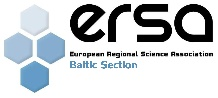 ersa
European Regional Science Association
Baltic Section